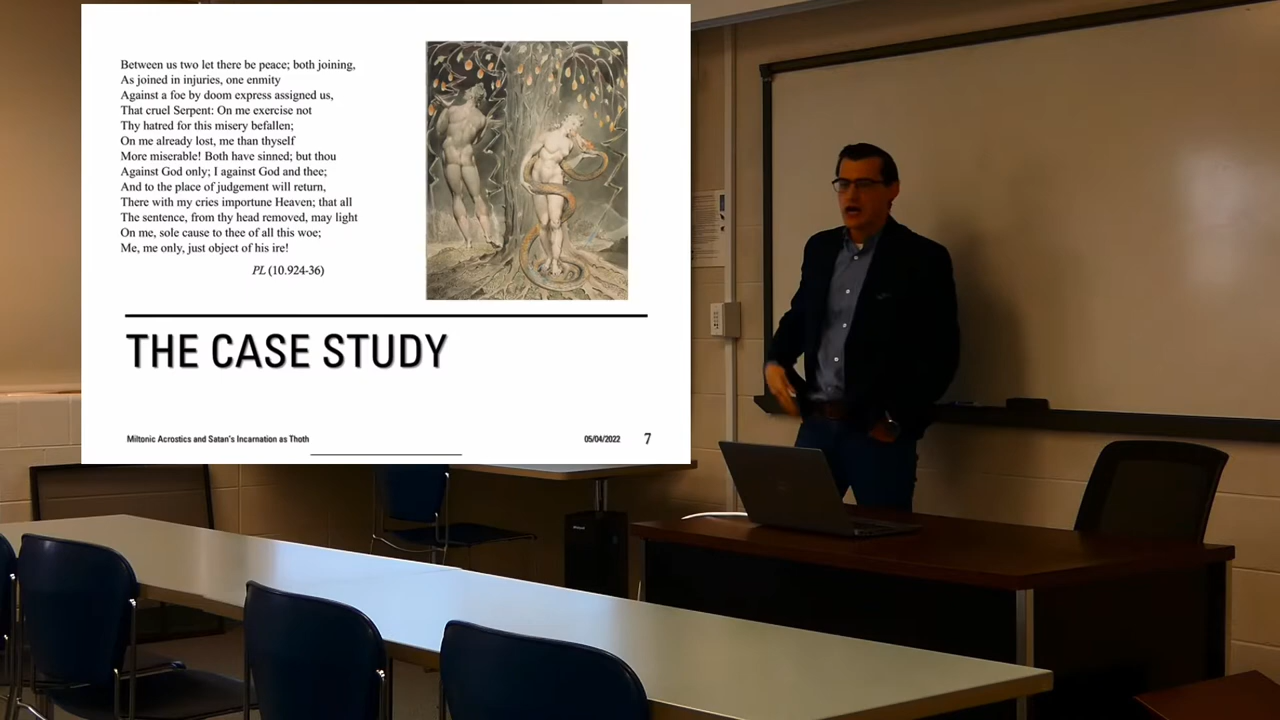 Between us two let there be peace; both joining,
As joined in injuries, one enmity
Against a foe by doom express assigned us,
That cruel Serpent: On me exercise not
Thy hatred for this misery befallen;
On me already lost, me than thyself
More miserable! Both have sinned; but thou
Against God only; I against God and thee;
And to the place of judgement will return,
There with my cries importune Heaven; that all
The sentence, from thy head removed, may light
On me, sole cause to thee of all this woe;
Me, me only, just object of his ire!
PL (10.924-36)
THE CASE STUDY
Miltonic Acrostics and Satan's Incarnation as Thoth
05/04/2022 7